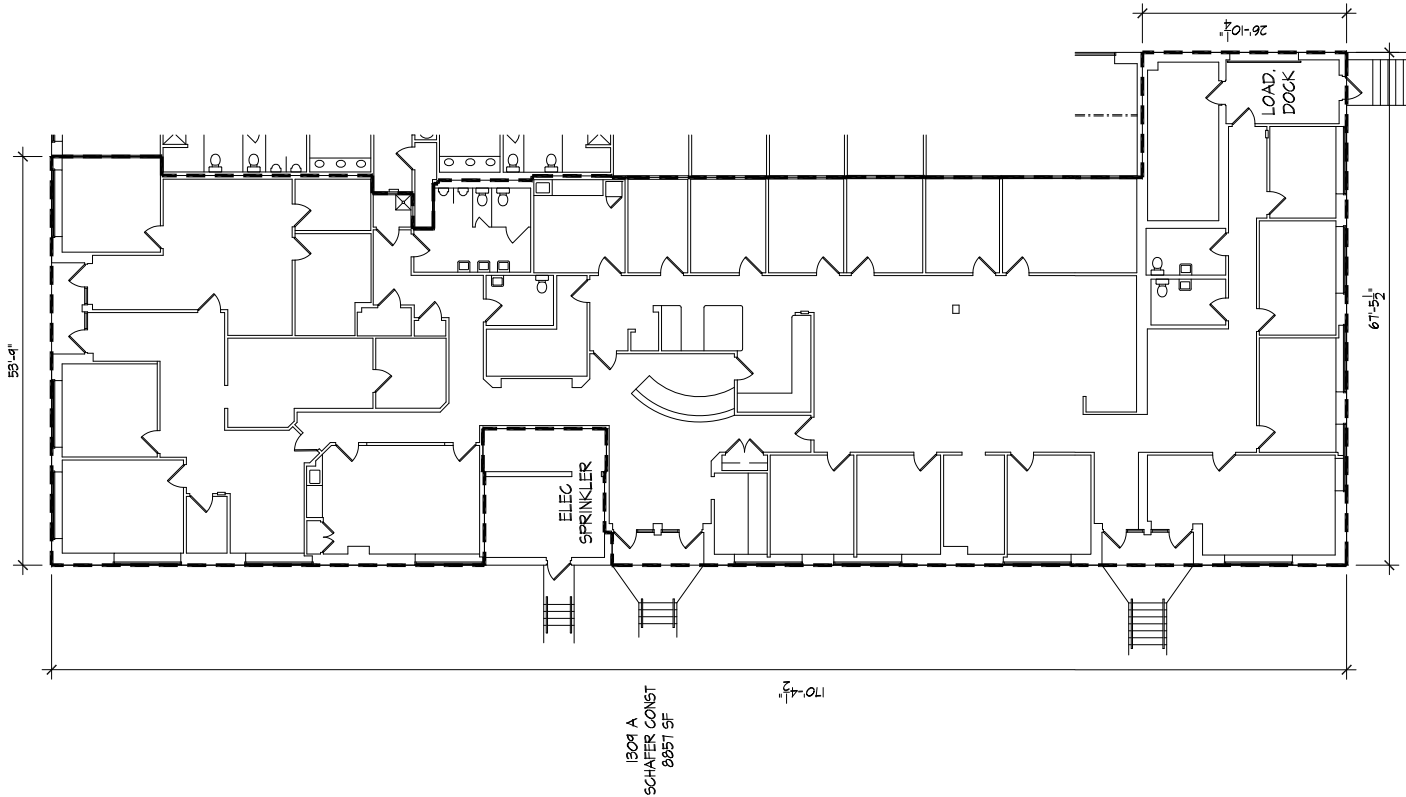 26'-10¼"
LOAD.
DOCK
53'-9"
67'-5½"
ELEC
SPRINKLER
170'-4½"
1309 A
SCHAFER CONST
8857 SF